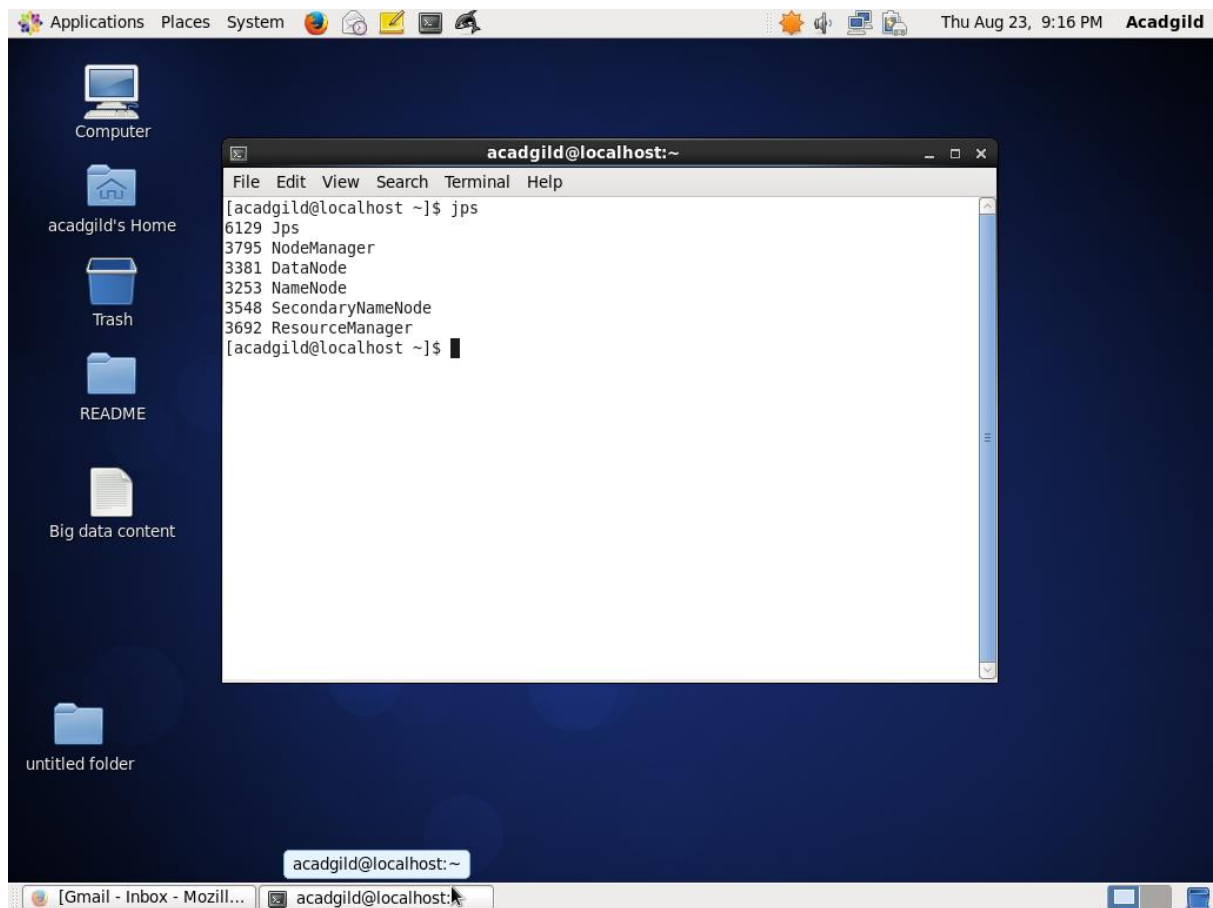 Applications Places System Thu Aug 23, 9:16 PM Acadgild
Computer
acadgild's Home
Trash
README
Big data content
untitled folder
acadgild@localhost:~
File Edit View Search Terminal Help
[acadgild@localhost ~]$ jps
6129 Jps
3795 NodeManager
3381 DataNode
3253 NameNode
3548 SecondaryNameNode
3692 ResourceManager
[acadgild@localhost ~]$
acadgild@localhost:~
[Gmail - Inbox - Mozill... acadgild@localhost: